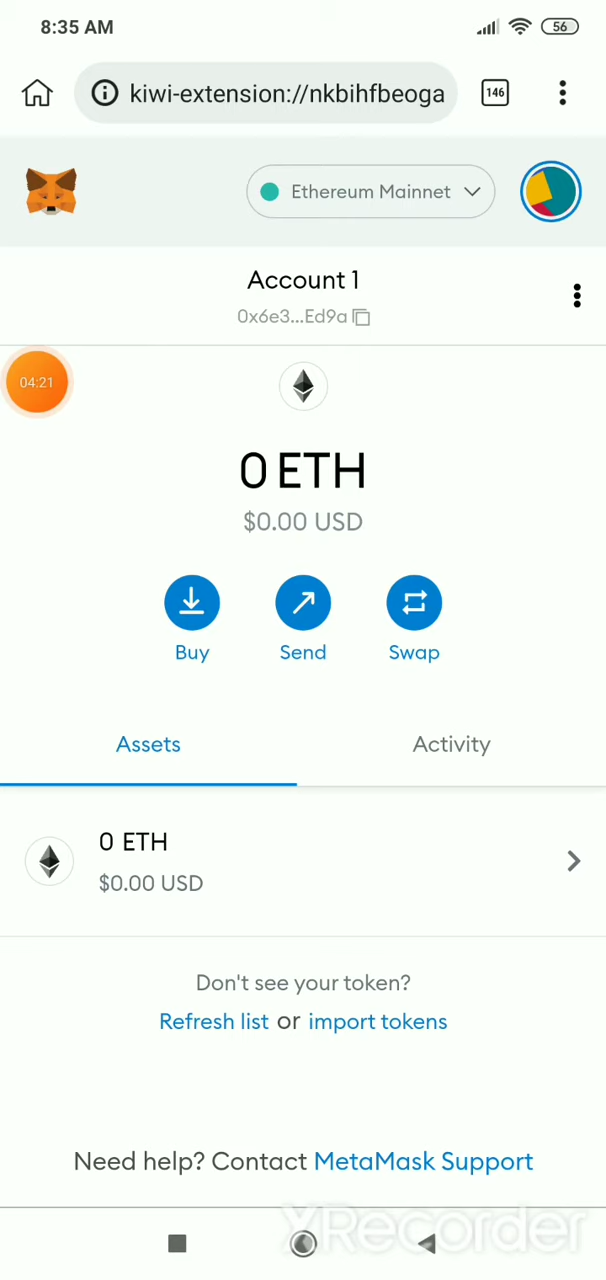 8:35 AM
56
kiwi-extension://nkbihfbeoga
146
Ethereum Mainnet
Account 1
0x6e3...Ed9a
04:21
0 ETH
$0.00 USD
Buy
Send
Swap
Assets
Activity
0 ETH
$0.00 USD
Don't see your token?
Refresh list or import tokens
Need help? Contact MetaMask Support
XRecorder